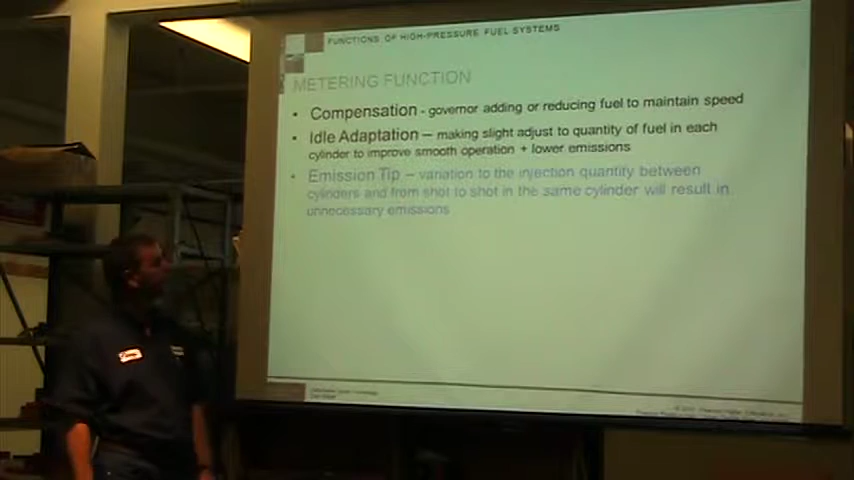 FUNCTIONS OF HIGH-PRESSURE FUEL SYSTEMS
METERING FUNCTION
• Compensation - governor adding or reducing fuel to maintain speed
• Idle Adaptation – making slight adjust to quantity of fuel in each
cylinder to improve smooth operation + lower emissions
• Emission Tip – variation to the injection quantity between
cylinders and from shot to shot in the same cylinder will result in
unnecessary emissions